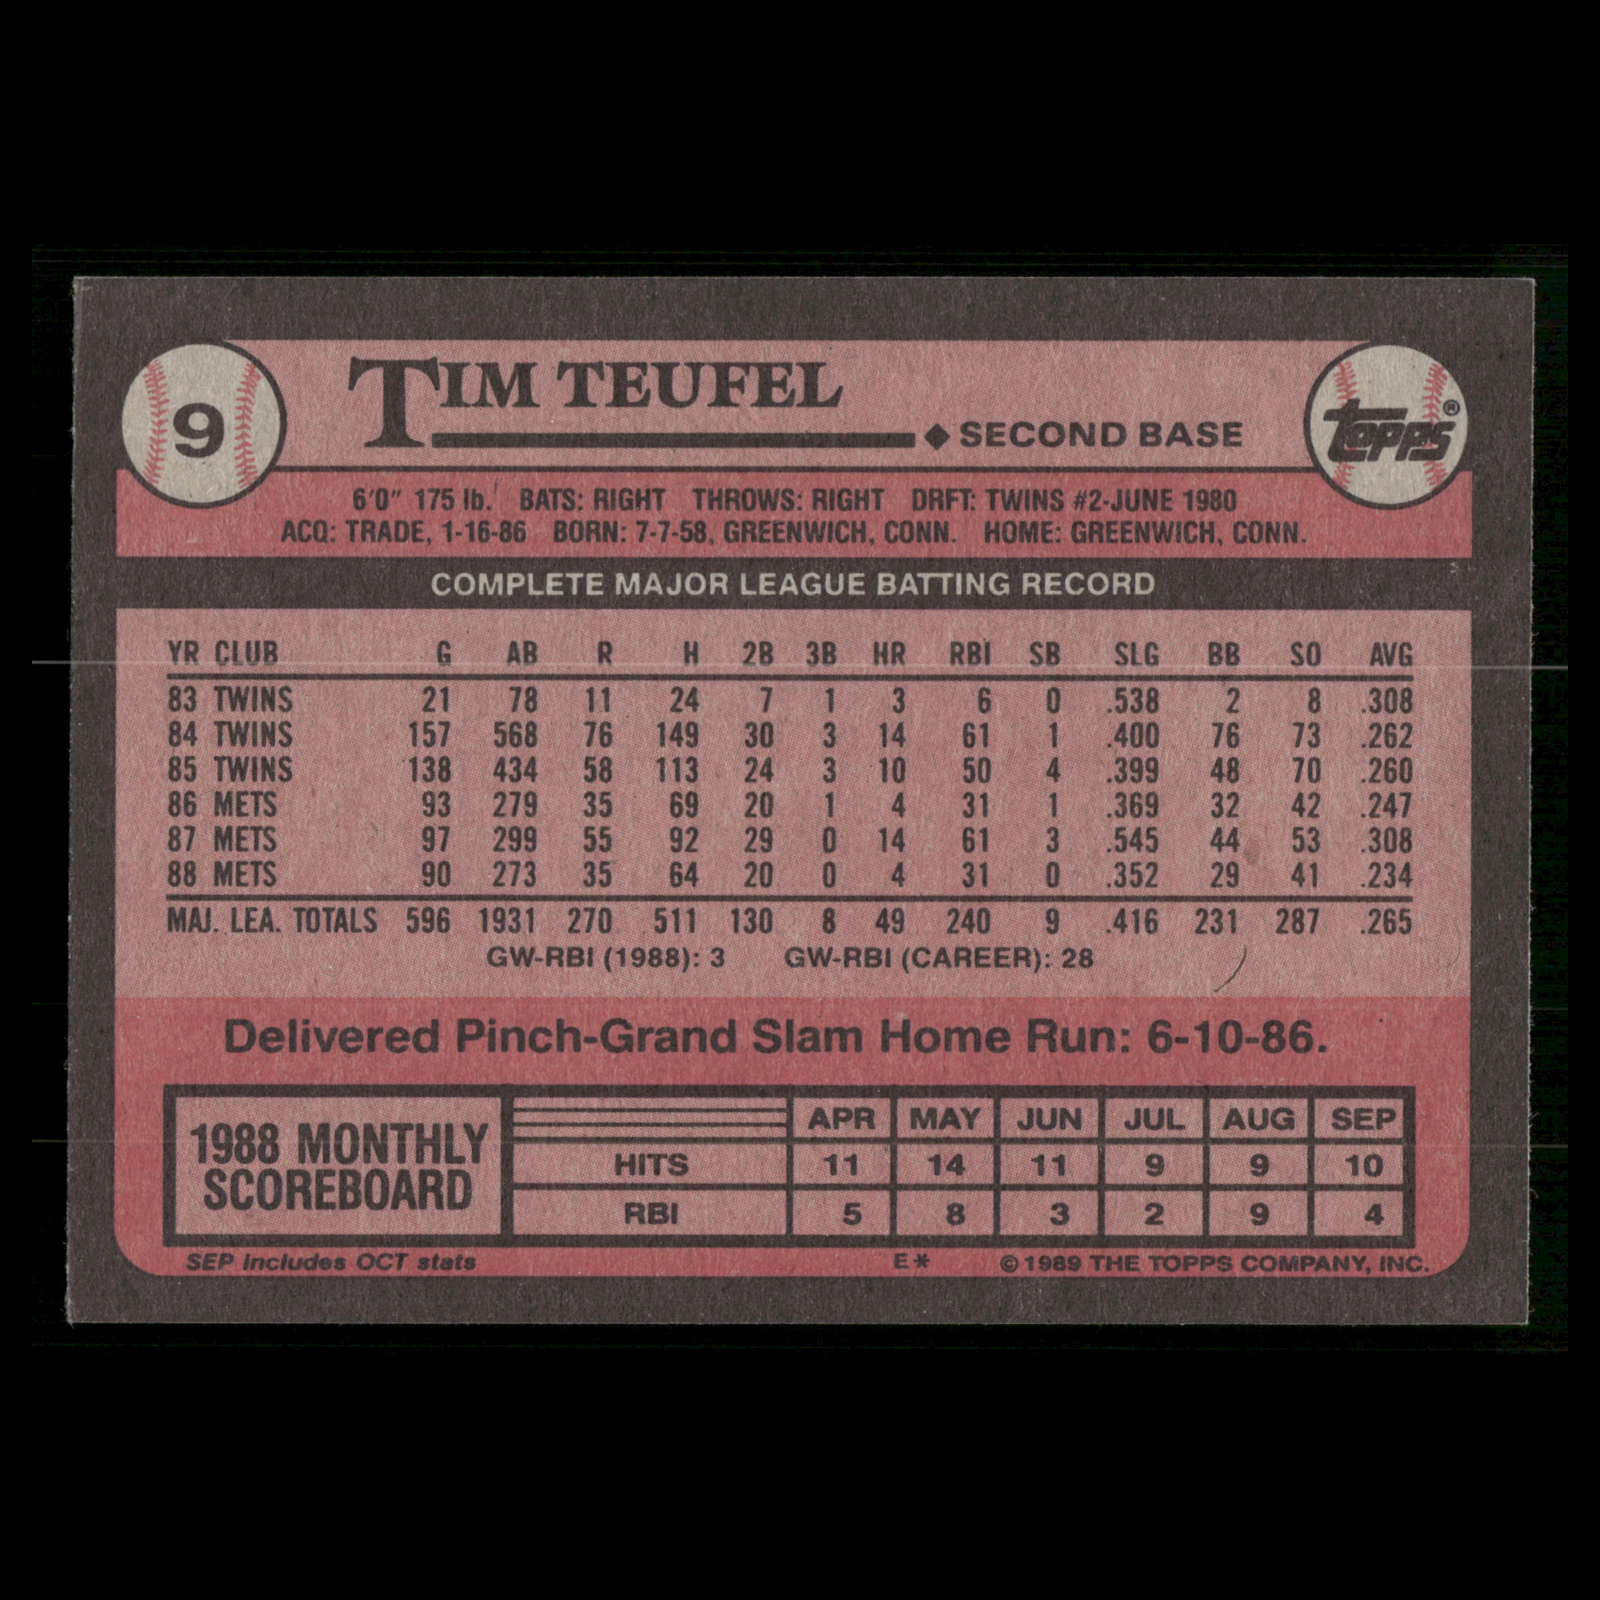 9
TIM TEUFEL
◆ SECOND BASE
topps®
6'0" 175 lb. BATS: RIGHT THROWS: RIGHT DRFT: TWINS #2-JUNE 1980
ACQ: TRADE, 1-16-86 BORN: 7-7-58, GREENWICH, CONN. HOME: GREENWICH, CONN.
COMPLETE MAJOR LEAGUE BATTING RECORD
YR CLUB G AB R H 2B 3B HR RBI SB SLG BB SO AVG
83 TWINS 21 78 11 24 7 1 3 6 0 .538 2 8 .308
84 TWINS 157 568 76 149 30 3 14 61 1 .400 76 73 .262
85 TWINS 138 434 58 113 24 3 10 50 4 .399 48 70 .260
86 METS 93 279 35 69 20 1 4 31 1 .369 32 42 .247
87 METS 97 299 55 92 29 0 14 61 3 .545 44 53 .308
88 METS 90 273 35 64 20 0 4 31 0 .352 29 41 .234
MAJ. LEA. TOTALS 596 1931 270 511 130 8 49 240 9 .416 231 287 .265
GW-RBI (1988): 3 GW-RBI (CAREER): 28
Delivered Pinch-Grand Slam Home Run: 6-10-86.
1988 MONTHLY
SCOREBOARD
APR MAY JUN JUL AUG SEP
HITS 11 14 11 9 9 10
RBI 5 8 3 2 9 4
SEP includes OCT stats E* © 1989 THE TOPPS COMPANY, INC.